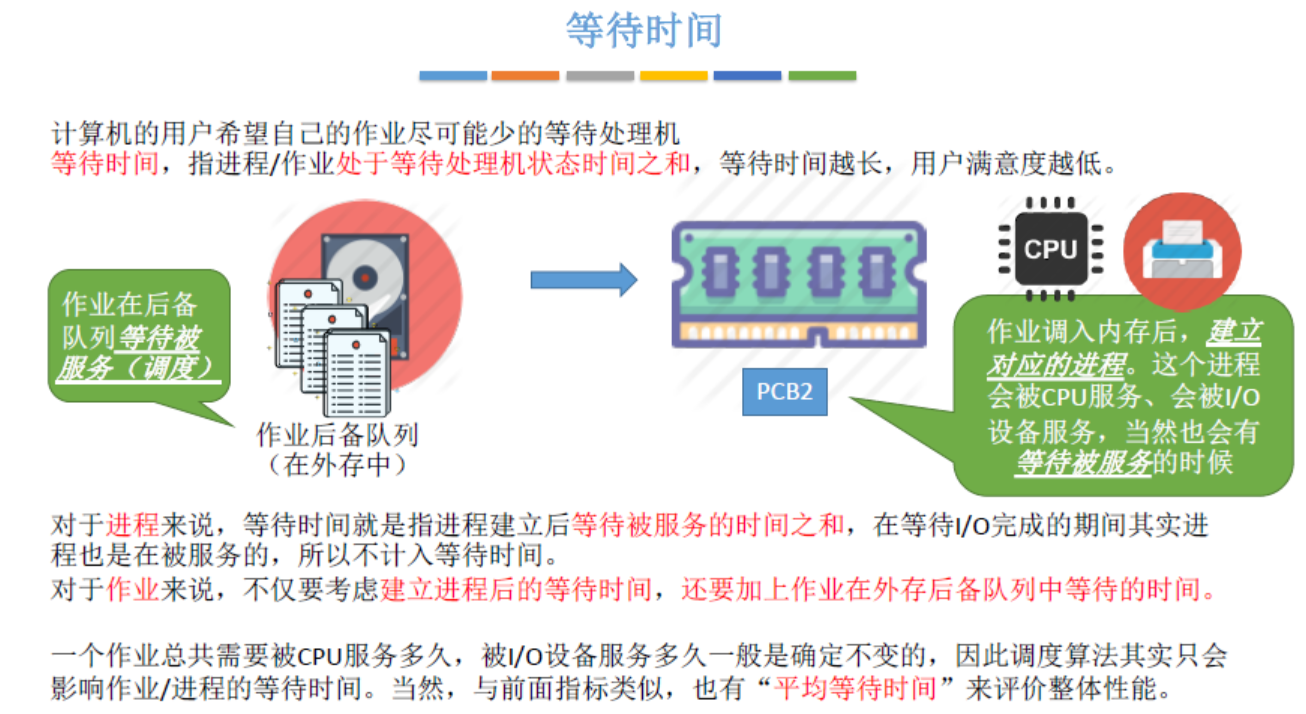 等待时间
计算机的用户希望自己的作业尽可能少的等待处理机
等待时间，指进程/作业处于等待处理机状态时间之和，等待时间越长，用户满意度越低。
作业在后备
队列等待被
服务（调度）
作业后备队列
（在外存中）
PCB2
CPU
作业调入内存后，建立
对应的进程。这个进程
会被CPU服务、会被I/O
设备服务，当然也会有
等待被服务的时候
对于进程来说，等待时间就是指进程建立后等待被服务的时间之和，在等待I/O完成的期间其实进
程也是在被服务的，所以不计入等待时间。
对于作业来说，不仅要考虑建立进程后的等待时间，还要加上作业在外存后备队列中等待的时间。
一个作业总共需要被CPU服务多久，被I/O设备服务多久一般是确定不变的，因此调度算法其实只会
影响作业/进程的等待时间。当然，与前面指标类似，也有“平均等待时间”来评价整体性能。